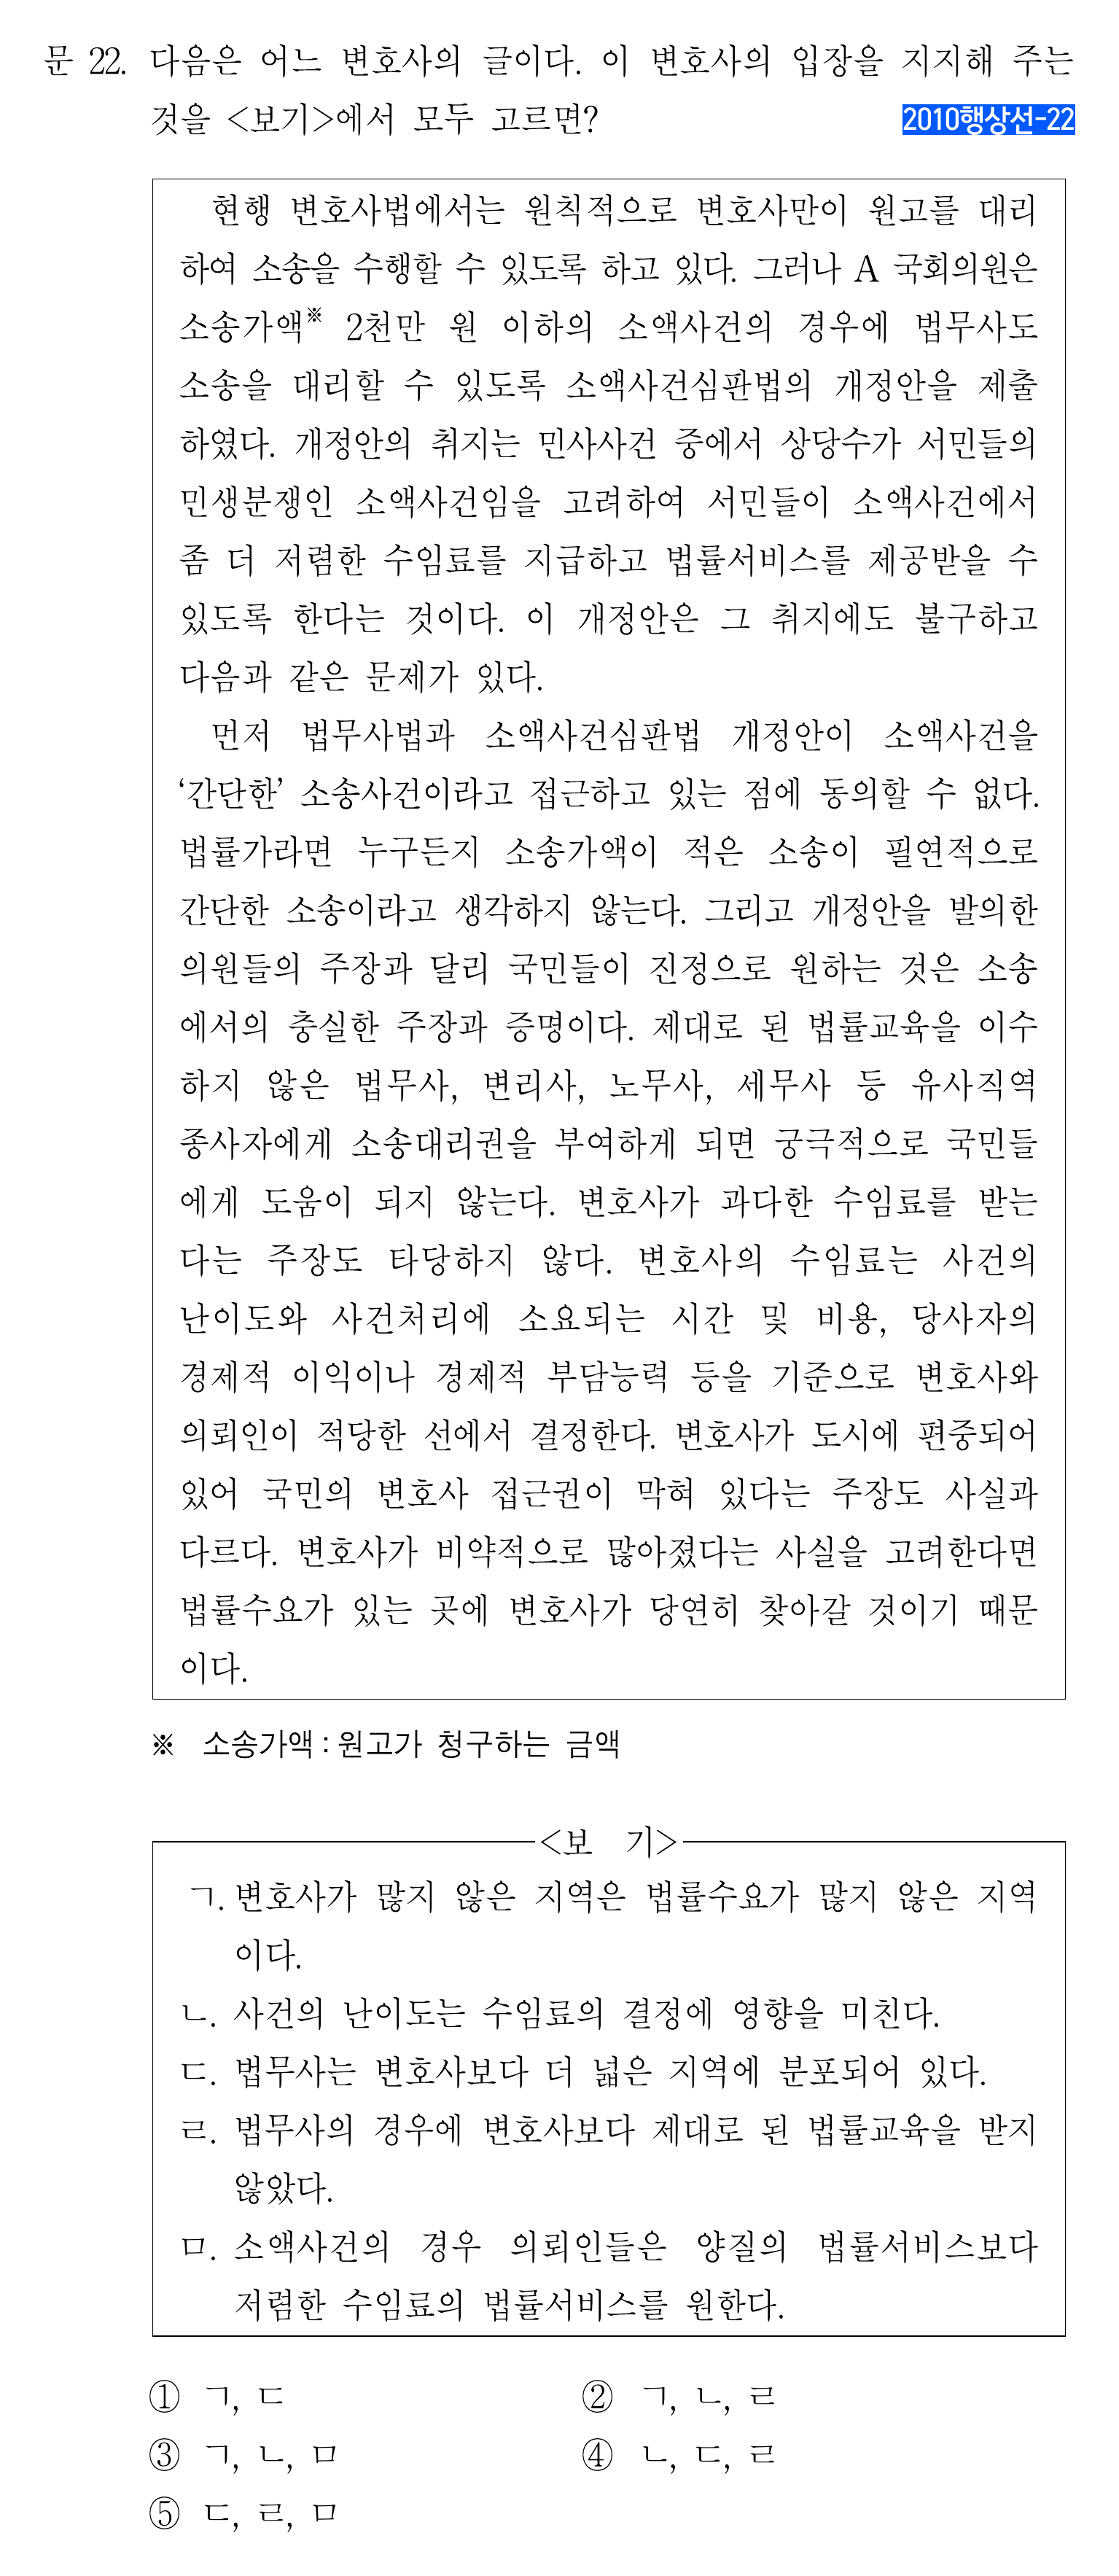 문 22. 다음은 어느 변호사의 글이다. 이 변호사의 입장을 지지해 주는
것을 <보기>에서 모두 고르면?
2010행상선-22
현행 변호사법에서는 원칙적으로 변호사만이 원고를 대리
하여 소송을 수행할 수 있도록 하고 있다. 그러나 A 국회의원은
소송가액※ 2천만 원 이하의 소액사건의 경우에 법무사도
소송을 대리할 수 있도록 소액사건심판법의 개정안을 제출
하였다. 개정안의 취지는 민사사건 중에서 상당수가 서민들의
민생분쟁인 소액사건임을 고려하여 서민들이 소액사건에서
좀 더 저렴한 수임료를 지급하고 법률서비스를 제공받을 수
있도록 한다는 것이다. 이 개정안은 그 취지에도 불구하고
다음과 같은 문제가 있다.
먼저 법무사법과 소액사건심판법 개정안이 소액사건을
‘간단한’ 소송사건이라고 접근하고 있는 점에 동의할 수 없다.
법률가라면 누구든지 소송가액이 적은 소송이 필연적으로
간단한 소송이라고 생각하지 않는다. 그리고 개정안을 발의한
의원들의 주장과 달리 국민들이 진정으로 원하는 것은 소송
에서의 충실한 주장과 증명이다. 제대로 된 법률교육을 이수
하지 않은 법무사, 변리사, 노무사, 세무사 등 유사직역
종사자에게 소송대리권을 부여하게 되면 궁극적으로 국민들
에게 도움이 되지 않는다. 변호사가 과다한 수임료를 받는
다는 주장도 타당하지 않다. 변호사의 수임료는 사건의
난이도와 사건처리에 소요되는 시간 및 비용, 당사자의
경제적 이익이나 경제적 부담능력 등을 기준으로 변호사와
의뢰인이 적당한 선에서 결정한다. 변호사가 도시에 편중되어
있어 국민의 변호사 접근권이 막혀 있다는 주장도 사실과
다르다. 변호사가 비약적으로 많아졌다는 사실을 고려한다면
법률수요가 있는 곳에 변호사가 당연히 찾아갈 것이기 때문
이다.
※ 소송가액 : 원고가 청구하는 금액
<보 기>
ㄱ. 변호사가 많지 않은 지역은 법률수요가 많지 않은 지역
이다.
ㄴ. 사건의 난이도는 수임료의 결정에 영향을 미친다.
ㄷ. 법무사는 변호사보다 더 넓은 지역에 분포되어 있다.
ㄹ. 법무사의 경우에 변호사보다 제대로 된 법률교육을 받지
않았다.
ㅁ. 소액사건의 경우 의뢰인들은 양질의 법률서비스보다
저렴한 수임료의 법률서비스를 원한다.
① ㄱ, ㄷ
② ㄱ, ㄴ, ㄹ
③ ㄱ, ㄴ, ㅁ
④ ㄴ, ㄷ, ㄹ
⑤ ㄷ, ㄹ, ㅁ